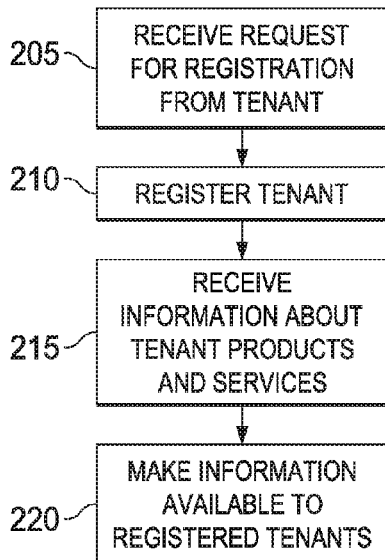 205
RECEIVE REQUEST
FOR REGISTRATION
FROM TENANT
210
REGISTER TENANT
215
RECEIVE
INFORMATION ABOUT
TENANT PRODUCTS
AND SERVICES
220
MAKE INFORMATION
AVAILABLE TO
REGISTERED TENANTS